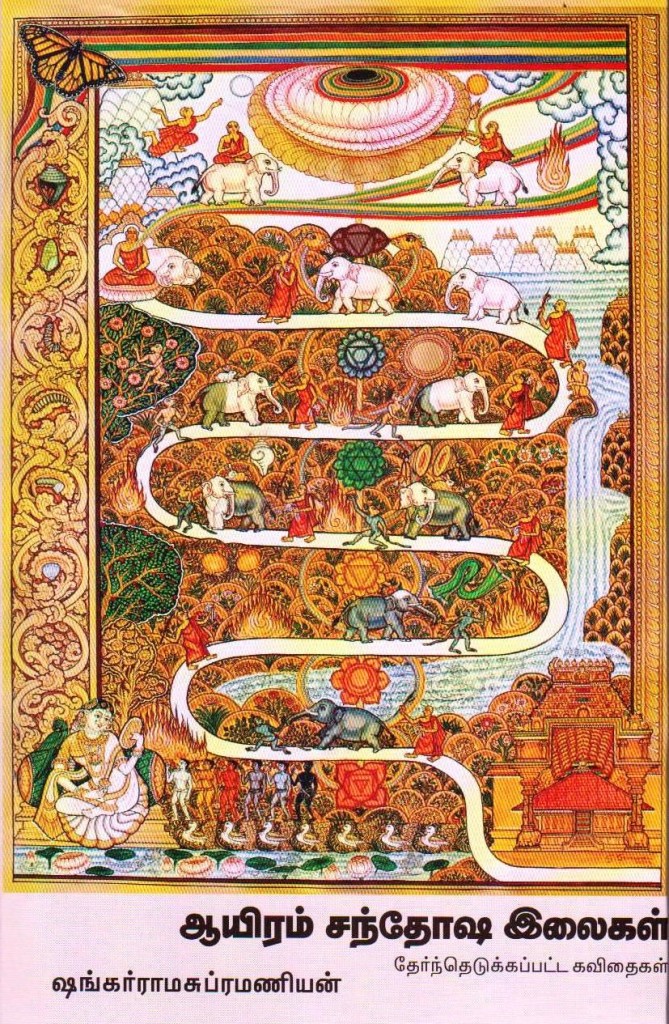 ஆயிரம் சந்தோஷ இலைகள்
தேர்ந்தெடுக்கப்பட்ட கவிதைகள்
ஷங்கர்ராமசுப்ரமணியன்